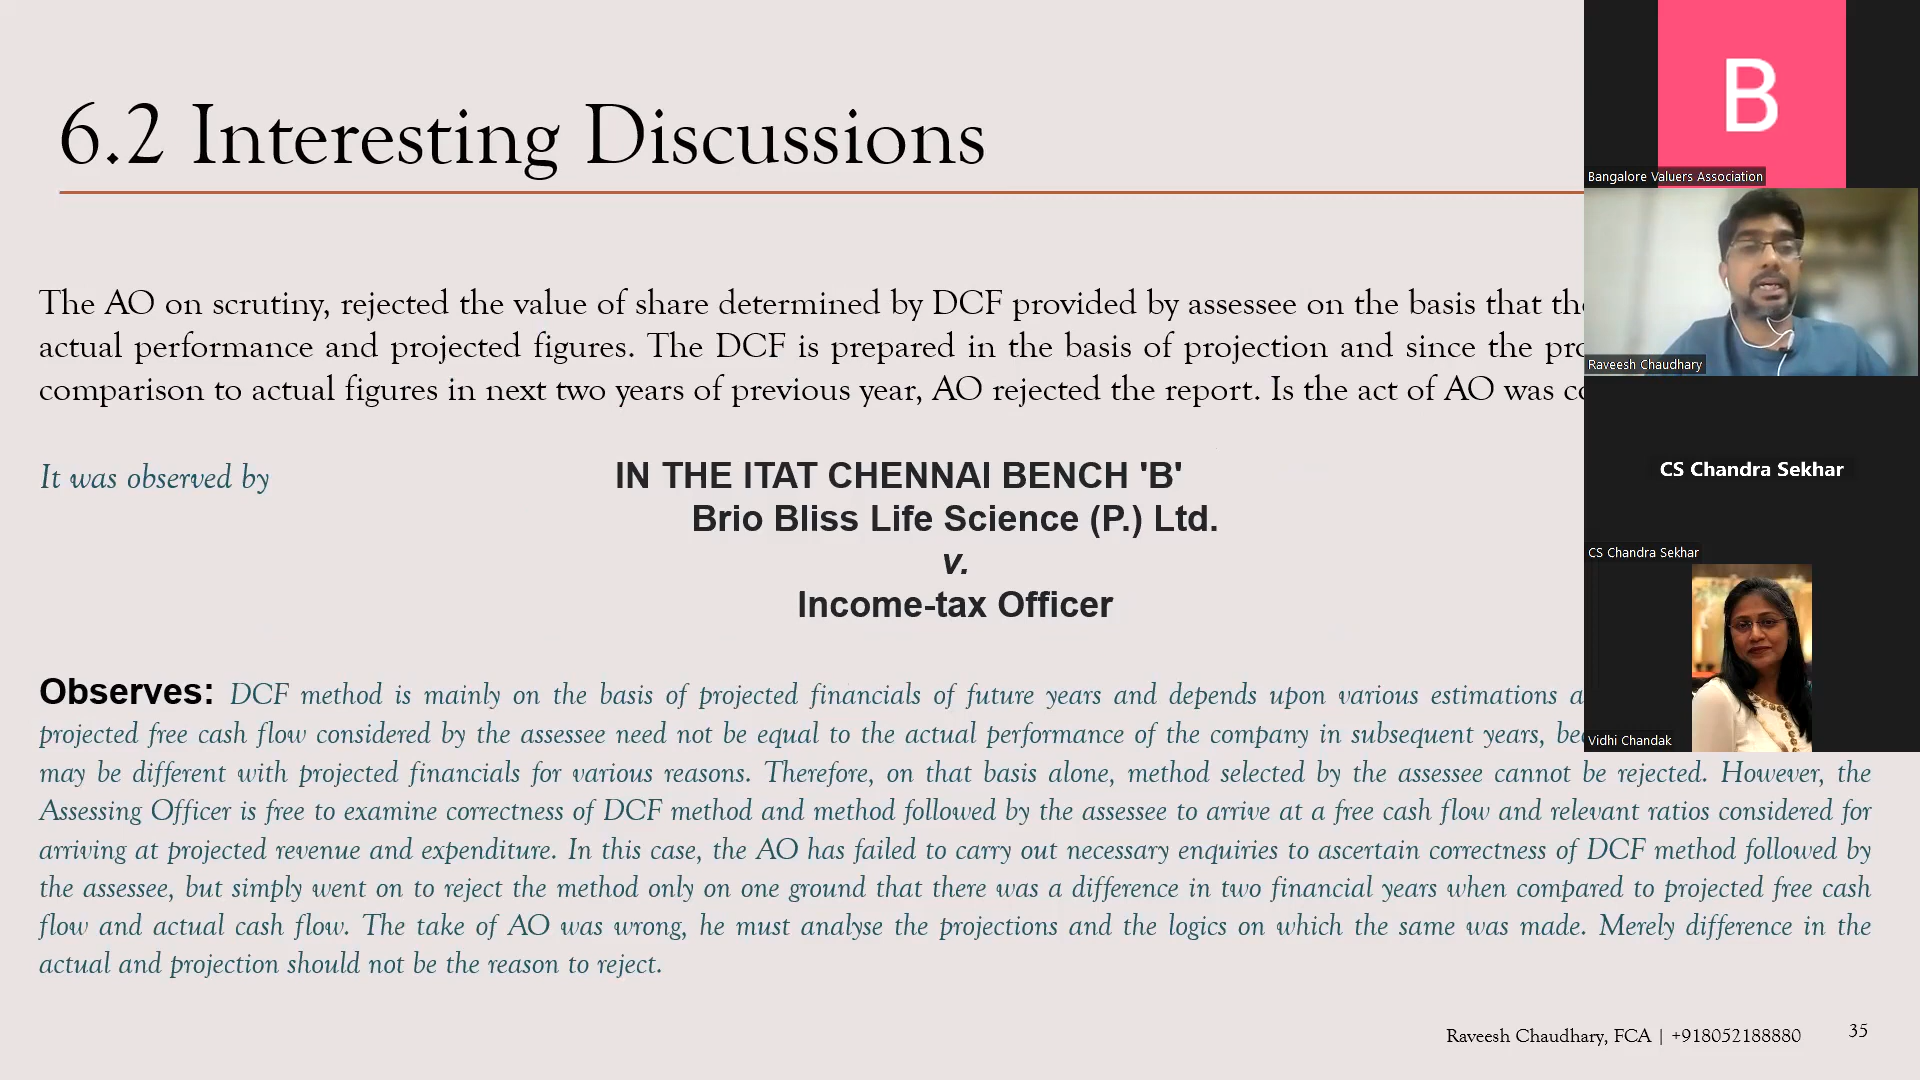 6.2 Interesting Discussions
The AO on scrutiny, rejected the value of share determined by DCF provided by assessee on the basis that
actual performance and projected figures. The DCF is prepared in the basis of projection and since the
comparison to actual figures in next two years of previous year, AO rejected the report. Is the act of AO was
It was observed by
IN THE ITAT CHENNAI BENCH 'B'
Brio Bliss Life Science (P.) Ltd.
v.
Income-tax Officer
Observes: DCF method is mainly on the basis of projected financials of future years and depends upon various estimations
projected free cash flow considered by the assessee need not be equal to the actual performance of the company in subsequent years,
may be different with projected financials for various reasons. Therefore, on that basis alone, method selected by the assessee cannot be rejected. However, the
Assessing Officer is free to examine correctness of DCF method and method followed by the assessee to arrive at a free cash flow and relevant ratios considered for
arriving at projected revenue and expenditure. In this case, the AO has failed to carry out necessary enquiries to ascertain correctness of DCF method followed by
the assessee, but simply went on to reject the method only on one ground that there was a difference in two financial years when compared to projected free cash
flow and actual cash flow. The take of AO was wrong, he must analyse the projections and the logics on which the same was made. Merely difference in the
actual and projection should not be the reason to reject.
Raveesh Chaudhary, FCA | +918052188880
35
B
Bangalore Valuers Association
Raveesh Chaudhary
CS Chandra Sekhar
CS Chandra Sekhar
Vidhi Chandak